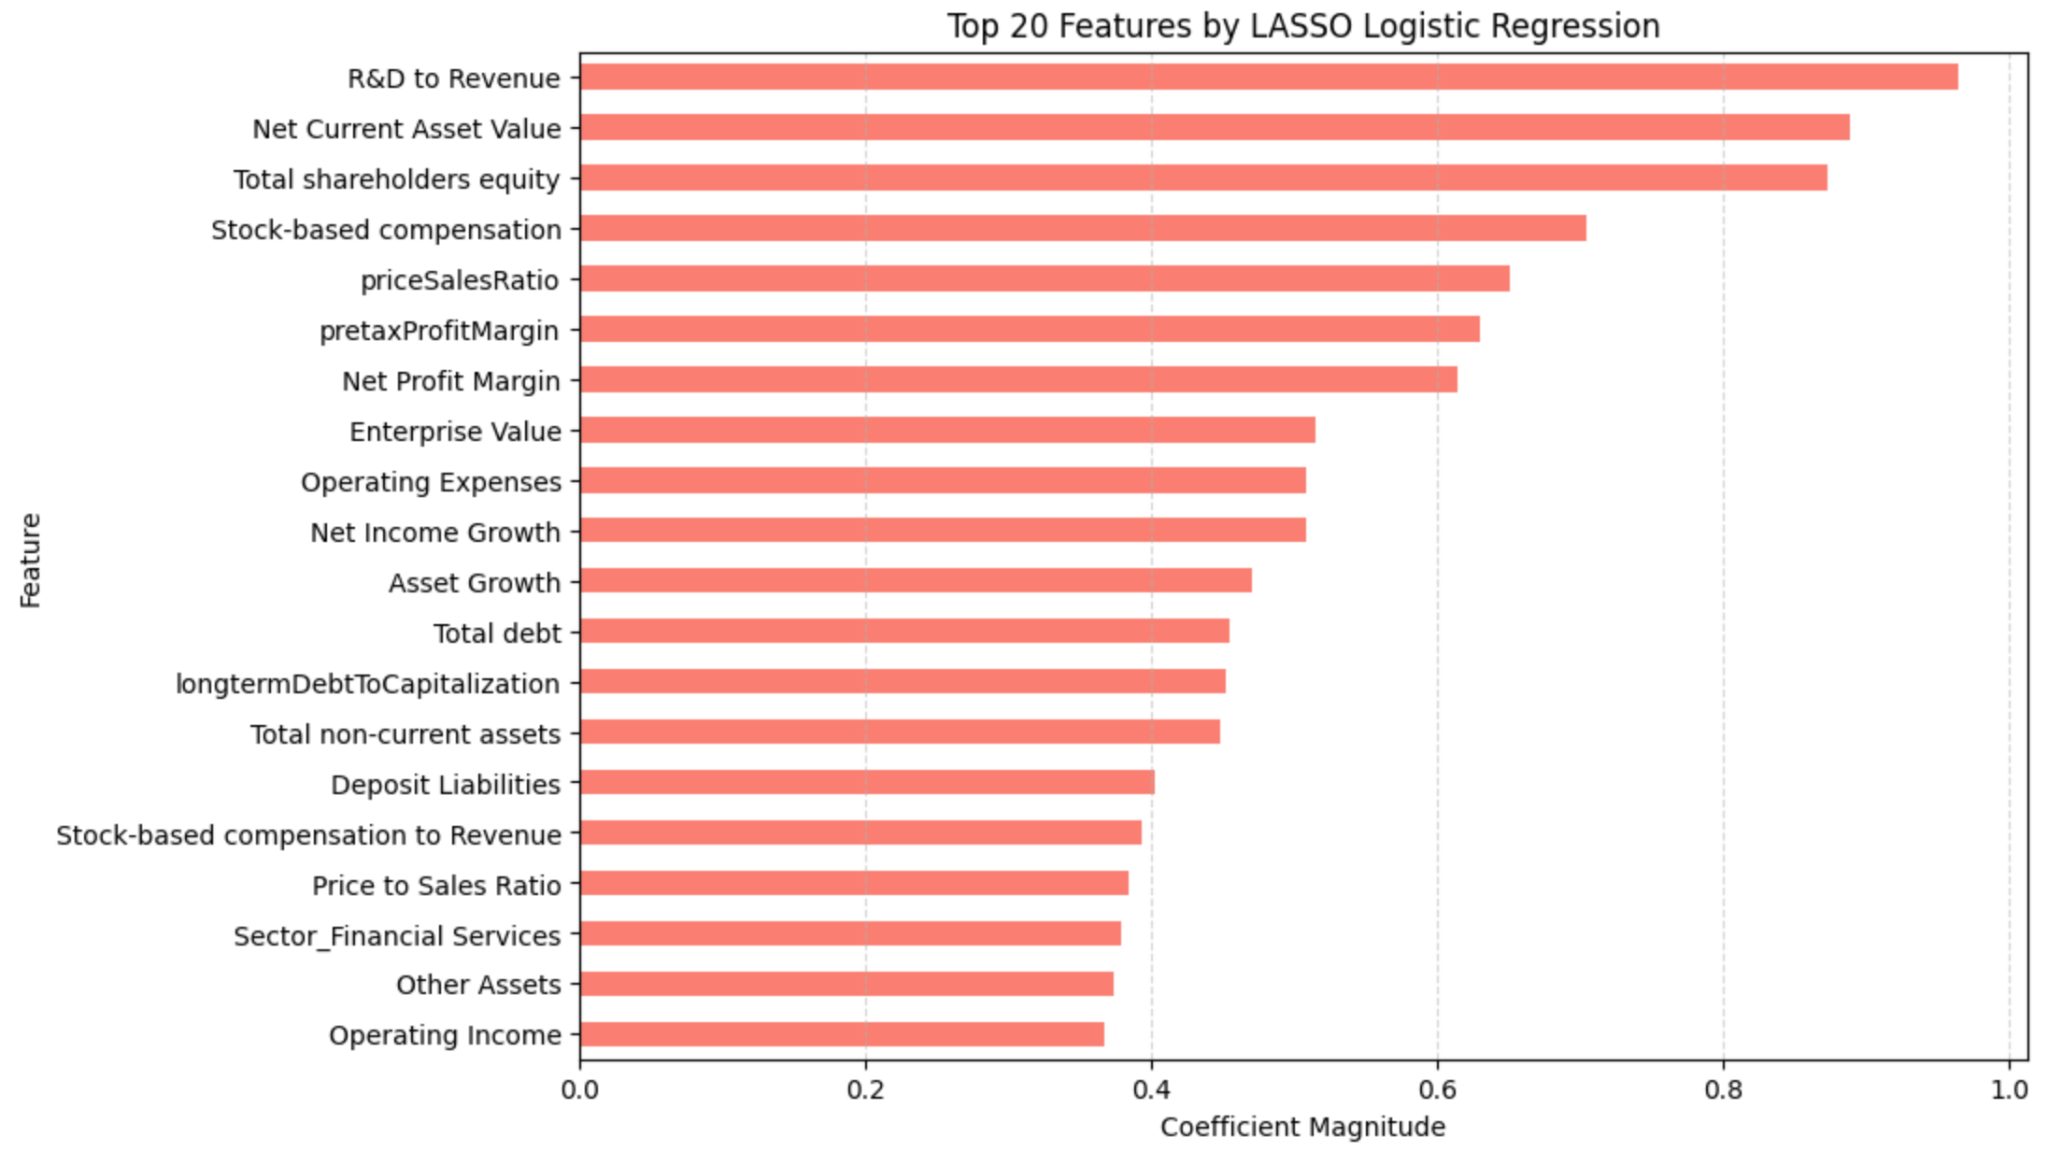 Top 20 Features by LASSO Logistic Regression
R&D to Revenue
Net Current Asset Value
Total shareholders equity
Stock-based compensation
priceSalesRatio
pretaxProfitMargin
Net Profit Margin
Enterprise Value
Operating Expenses
Net Income Growth
Asset Growth
Total debt
longtermDebtToCapitalization
Total non-current assets
Deposit Liabilities
Stock-based compensation to Revenue
Price to Sales Ratio
Sector_Financial Services
Other Assets
Operating Income
Feature
0.0 0.2 0.4 0.6 0.8 1.0
Coefficient Magnitude